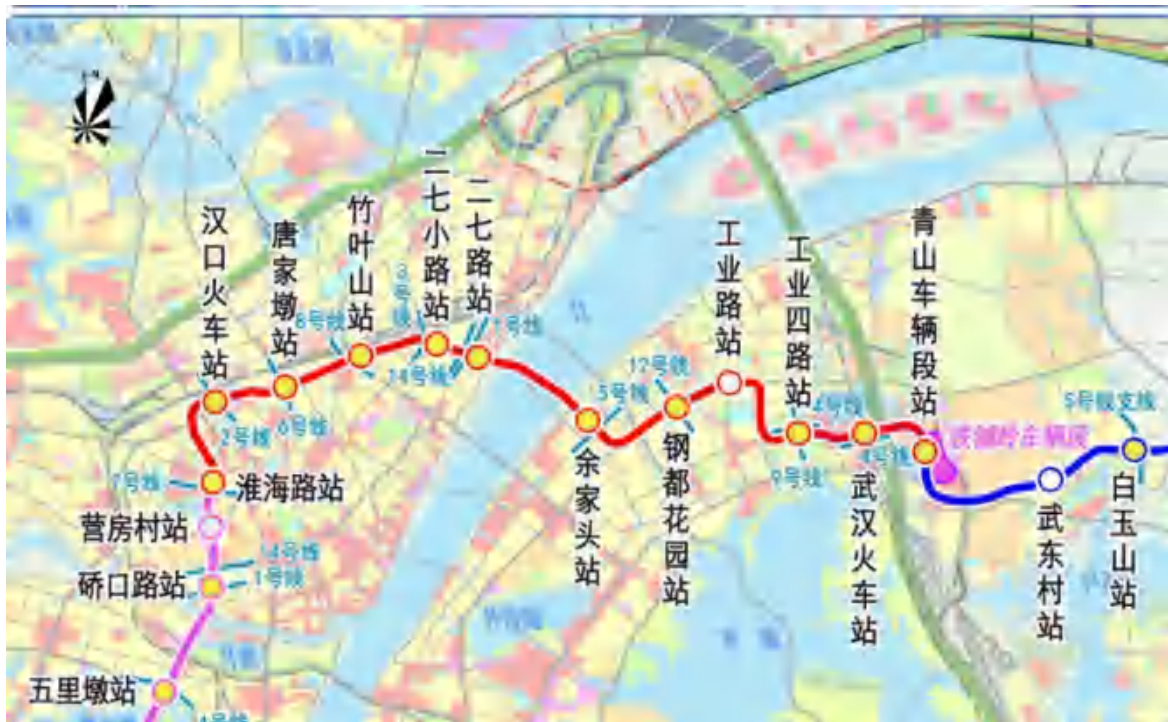 汉口火车站
唐家墩站
竹叶山站
二七小路站
二七路站
工业路站
工业四路站
青山车辆段站
8号线
3号线
14号线
1号线
2号线
6号线
7号线
淮海路站
营房村站
14号线
硚口路站
1号线
五里墩站
4号线
5号线
12号线
余家头站
钢都花园站
4号线
9号线
4号线
武汉火车站
5号线支线
武东村站
白玉山站